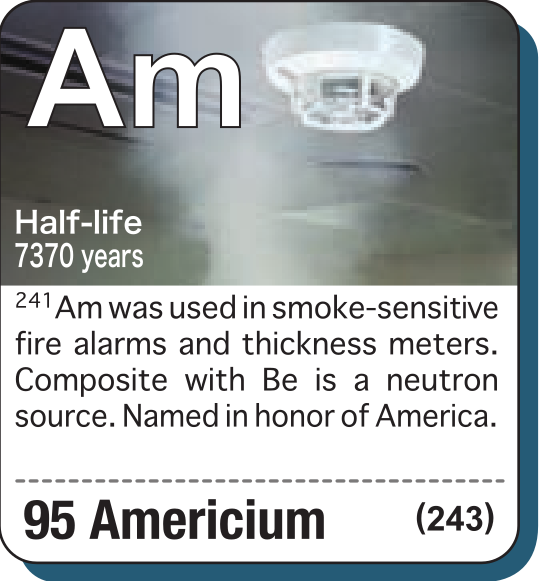 Am
Half-life
7370 years
²⁴¹Am was used in smoke-sensitive
fire alarms and thickness meters.
Composite with Be is a neutron
source. Named in honor of America.
95 Americium (243)